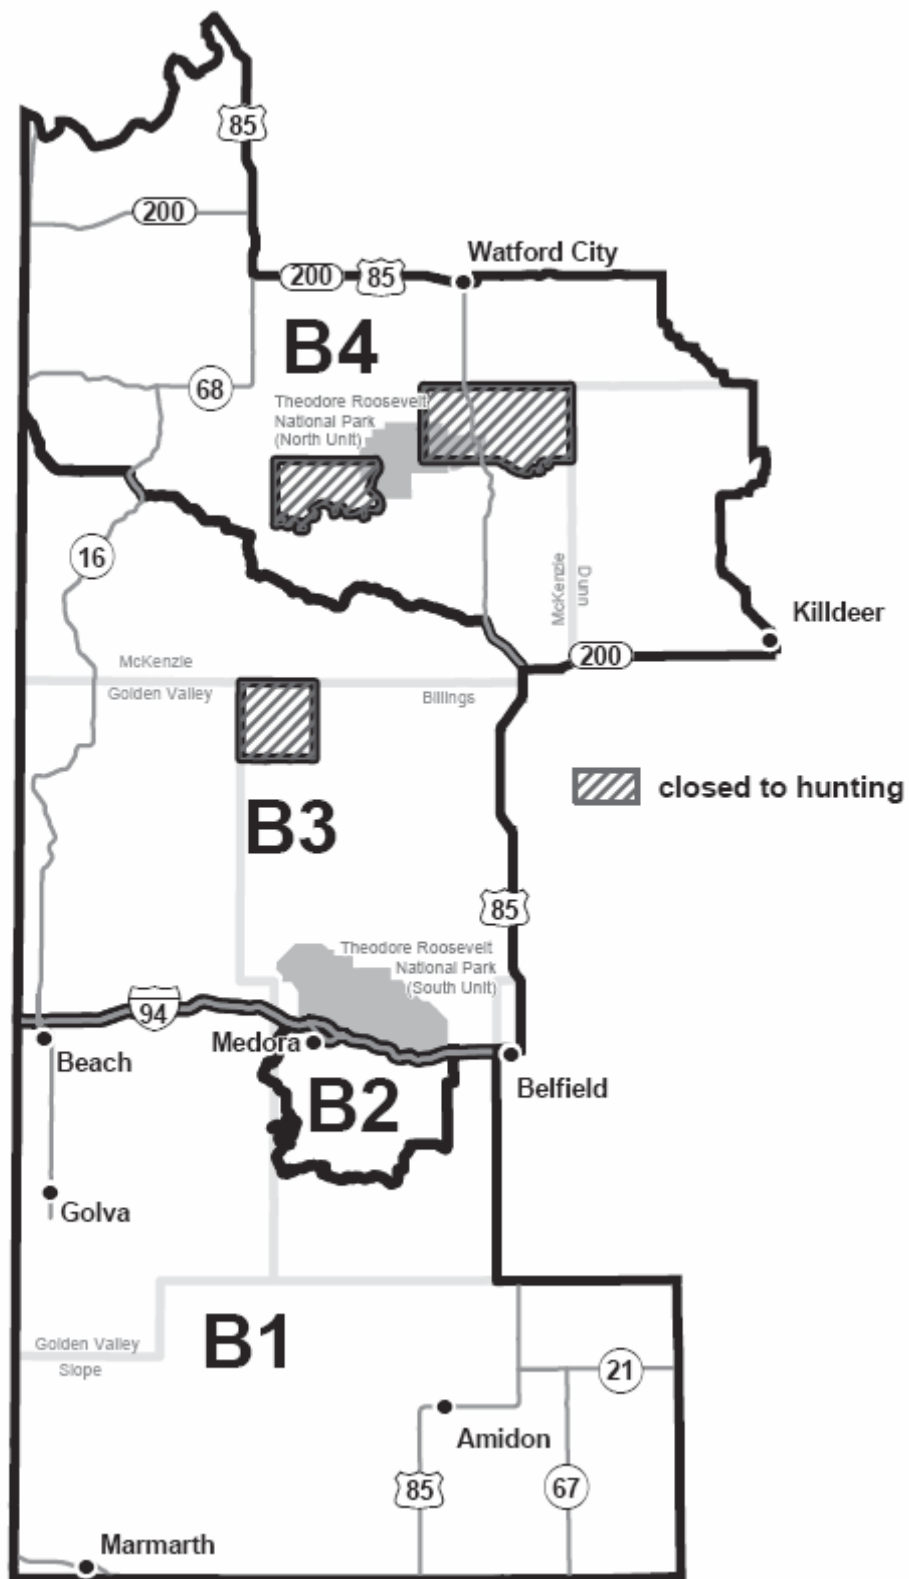 85
200
Watford City
200
85
B4
68
Theodore Roosevelt
National Park
(North Unit)
16
McKenzie
Dunn
Killdeer
200
McKenzie
Golden Valley
Billings
closed to hunting
B3
85
Theodore Roosevelt
National Park
(South Unit)
94
Medora
Beach
Belfield
B2
Golva
B1
Golden Valley
Slope
21
Amidon
85
67
Marmarth